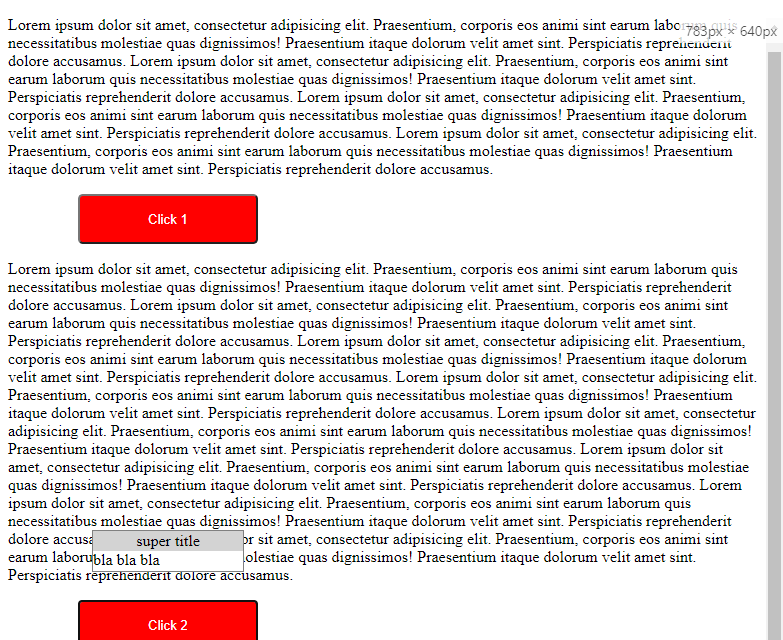 Lorem ipsum dolor sit amet, consectetur adipisicing elit. Praesentium, corporis eos animi sint earum laborum quis
783px × 640px
necessitatibus molestiae quas dignissimos! Praesentium itaque dolorum velit amet sint. Perspiciatis reprehenderit
dolore accusamus. Lorem ipsum dolor sit amet, consectetur adipisicing elit. Praesentium, corporis eos animi sint
earum laborum quis necessitatibus molestiae quas dignissimos! Praesentium itaque dolorum velit amet sint.
Perspiciatis reprehenderit dolore accusamus. Lorem ipsum dolor sit amet, consectetur adipisicing elit. Praesentium,
corporis eos animi sint earum laborum quis necessitatibus molestiae quas dignissimos! Praesentium itaque dolorum
velit amet sint. Perspiciatis reprehenderit dolore accusamus. Lorem ipsum dolor sit amet, consectetur adipisicing elit.
Praesentium, corporis eos animi sint earum laborum quis necessitatibus molestiae quas dignissimos! Praesentium
itaque dolorum velit amet sint. Perspiciatis reprehenderit dolore accusamus.
Click 1
Lorem ipsum dolor sit amet, consectetur adipisicing elit. Praesentium, corporis eos animi sint earum laborum quis
necessitatibus molestiae quas dignissimos! Praesentium itaque dolorum velit amet sint. Perspiciatis reprehenderit
dolore accusamus. Lorem ipsum dolor sit amet, consectetur adipisicing elit. Praesentium, corporis eos animi sint
earum laborum quis necessitatibus molestiae quas dignissimos! Praesentium itaque dolorum velit amet sint.
Perspiciatis reprehenderit dolore accusamus. Lorem ipsum dolor sit amet, consectetur adipisicing elit. Praesentium,
corporis eos animi sint earum laborum quis necessitatibus molestiae quas dignissimos! Praesentium itaque dolorum
velit amet sint. Perspiciatis reprehenderit dolore accusamus. Lorem ipsum dolor sit amet, consectetur adipisicing elit.
Praesentium, corporis eos animi sint earum laborum quis necessitatibus molestiae quas dignissimos! Praesentium
itaque dolorum velit amet sint. Perspiciatis reprehenderit dolore accusamus. Lorem ipsum dolor sit amet, consectetur
adipisicing elit. Praesentium, corporis eos animi sint earum laborum quis necessitatibus molestiae quas dignissimos!
Praesentium itaque dolorum velit amet sint. Perspiciatis reprehenderit dolore accusamus. Lorem ipsum dolor sit
amet, consectetur adipisicing elit. Praesentium, corporis eos animi sint earum laborum quis necessitatibus molestiae
quas dignissimos! Praesentium itaque dolorum velit amet sint. Perspiciatis reprehenderit dolore accusamus. Lorem
ipsum dolor sit amet, consectetur adipisicing elit. Praesentium, corporis eos animi sint earum laborum quis
necessitatibus molestiae quas dignissimos! Praesentium itaque dolorum velit amet sint. Perspiciatis reprehenderit
dolore super title sit amet, consectetur adipisicing elit. Praesentium, corporis eos animi sint
earum bla bla bla quas dignissimos! Praesentium itaque dolorum velit amet sint.
Perspiciatis reprehenderit dolore accusamus.
Click 2